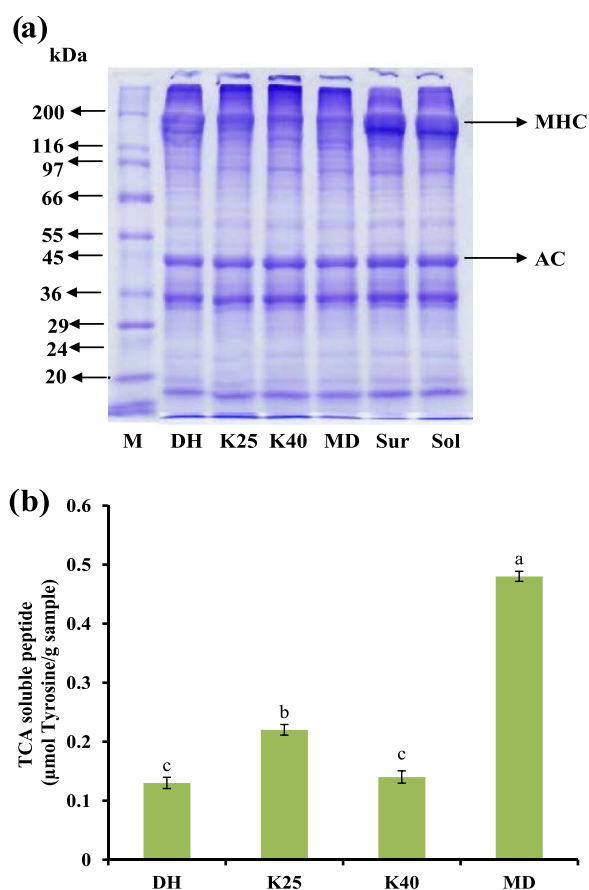 (a)
kDa
200
116
97
66
55
45
36
29
24
20
MHC
AC
M DH K25 K40 MD Sur Sol
(b)
TCA soluble peptide
(µmol Tyrosine/g sample)
0.6
0.5
0.4
0.3
0.2
0.1
0
c
b
c
a
DH K25 K40 MD